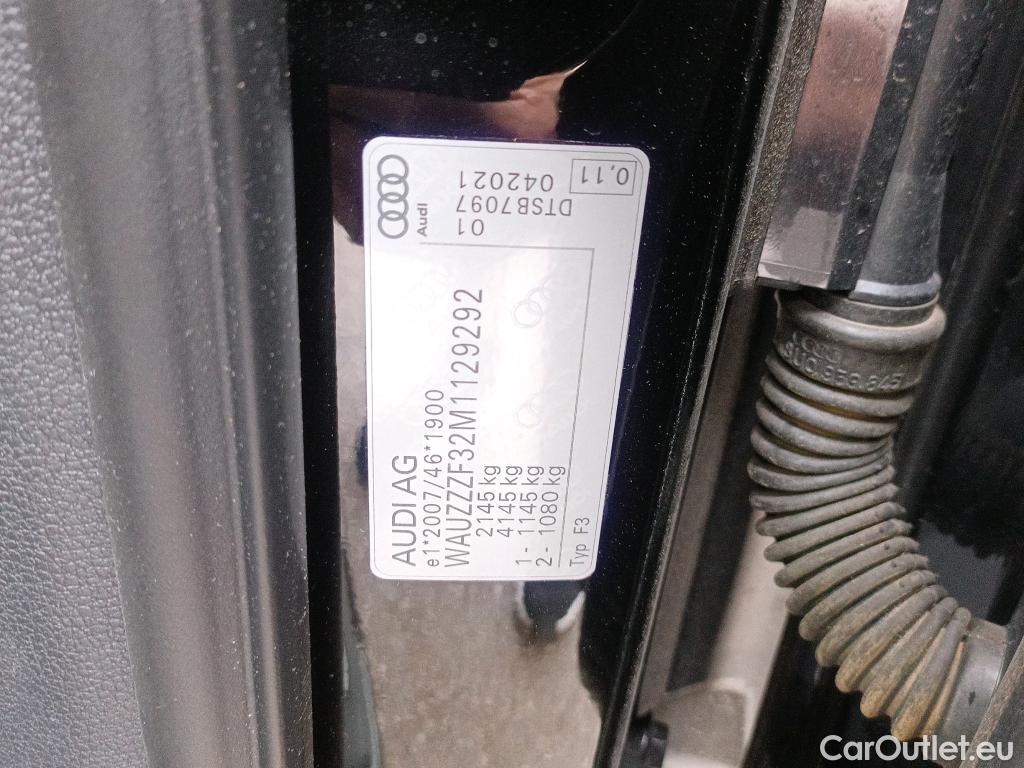 AUDI AG
e1*2007/46*1900
WAUZZZF32M1129292
2145 kg
4145 kg
1- 1145 kg
2- 1080 kg
Typ F3
Audi
01
DTSB7097
042021
0,11
CarOutlet.eu